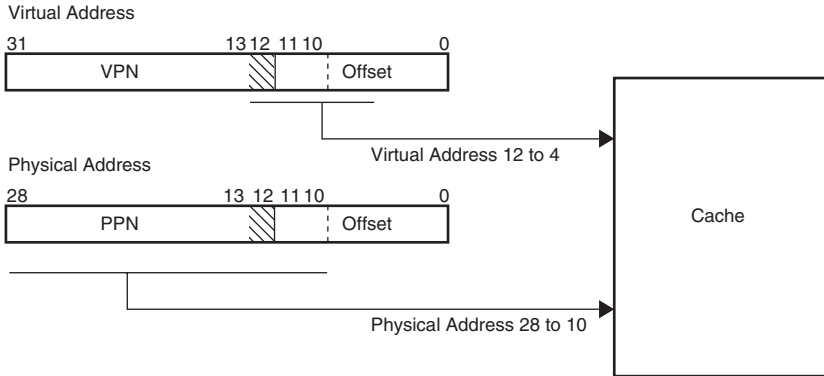 Virtual Address
31 13 12 11 10 0
VPN Offset
Virtual Address 12 to 4
Physical Address
28 13 12 11 10 0
PPN Offset
Cache
Physical Address 28 to 10